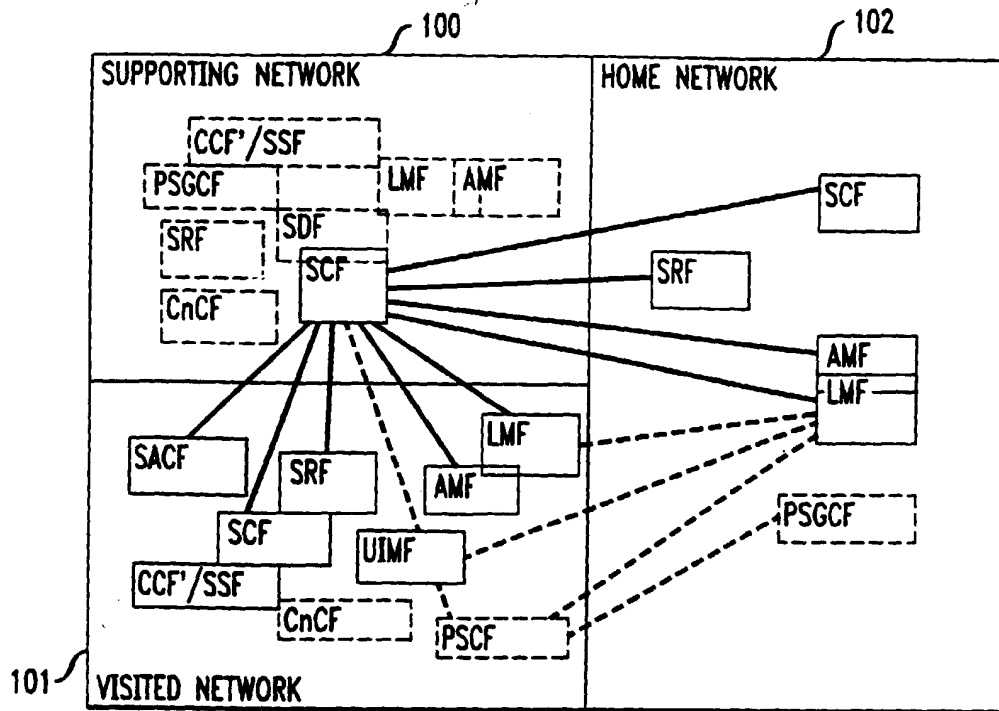 100
102
SUPPORTING NETWORK
HOME NETWORK
CCF'/SSF
PSGCF
LMF
AMF
SCF
SRF
SDF
SRF
SCF
CnCF
AMF
LMF
LMF
SACF
SRF
AMF
PSGCF
SCF
UIMF
CCF'/SSF
CnCF
PSCF
101
VISITED NETWORK